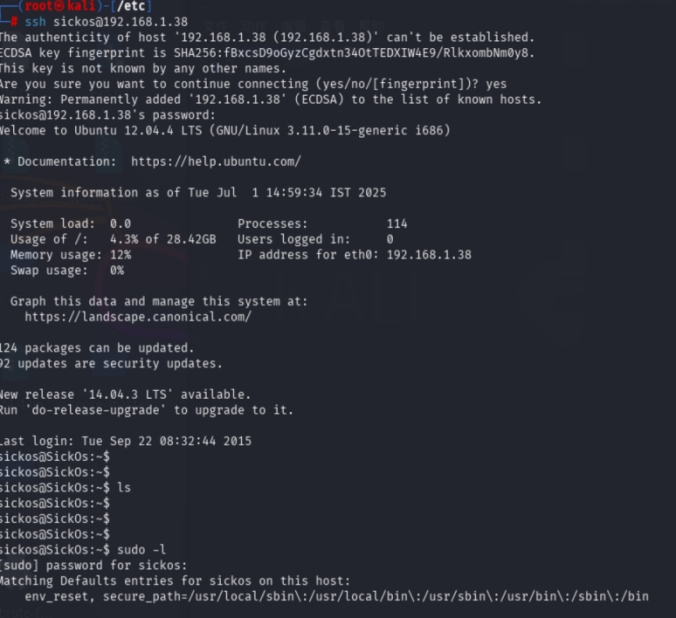 (root㉿kali)-[/etc]
# ssh sickos@192.168.1.38
The authenticity of host '192.168.1.38 (192.168.1.38)' can't be established.
ECDSA key fingerprint is SHA256:fBxcsD9oGyzCgdxtn34OtTEDXIW4E9/RlkxombNm0y8.
This key is not known by any other names.
Are you sure you want to continue connecting (yes/no/[fingerprint])? yes
Warning: Permanently added '192.168.1.38' (ECDSA) to the list of known hosts.
sickos@192.168.1.38's password:
Welcome to Ubuntu 12.04.4 LTS (GNU/Linux 3.11.0-15-generic i686)
* Documentation:  https://help.ubuntu.com/
System information as of Tue Jul  1 14:59:34 IST 2025
System load:  0.0               Processes:           114
Usage of /:   4.3% of 28.42GB   Users logged in:     0
Memory usage: 12%               IP address for eth0: 192.168.1.38
Swap usage:   0%
Graph this data and manage this system at:
https://landscape.canonical.com/
124 packages can be updated.
92 updates are security updates.
New release '14.04.3 LTS' available.
Run 'do-release-upgrade' to upgrade to it.
Last login: Tue Sep 22 08:32:44 2015
sickos@SickOs:~$
sickos@SickOs:~$
sickos@SickOs:~$ ls
sickos@SickOs:~$
sickos@SickOs:~$
sickos@SickOs:~$
sickos@SickOs:~$ sudo -l
[sudo] password for sickos:
Matching Defaults entries for sickos on this host:
env_reset, secure_path=/usr/local/sbin\:/usr/local/bin\:/usr/sbin\:/usr/bin\:/sbin\:/bin